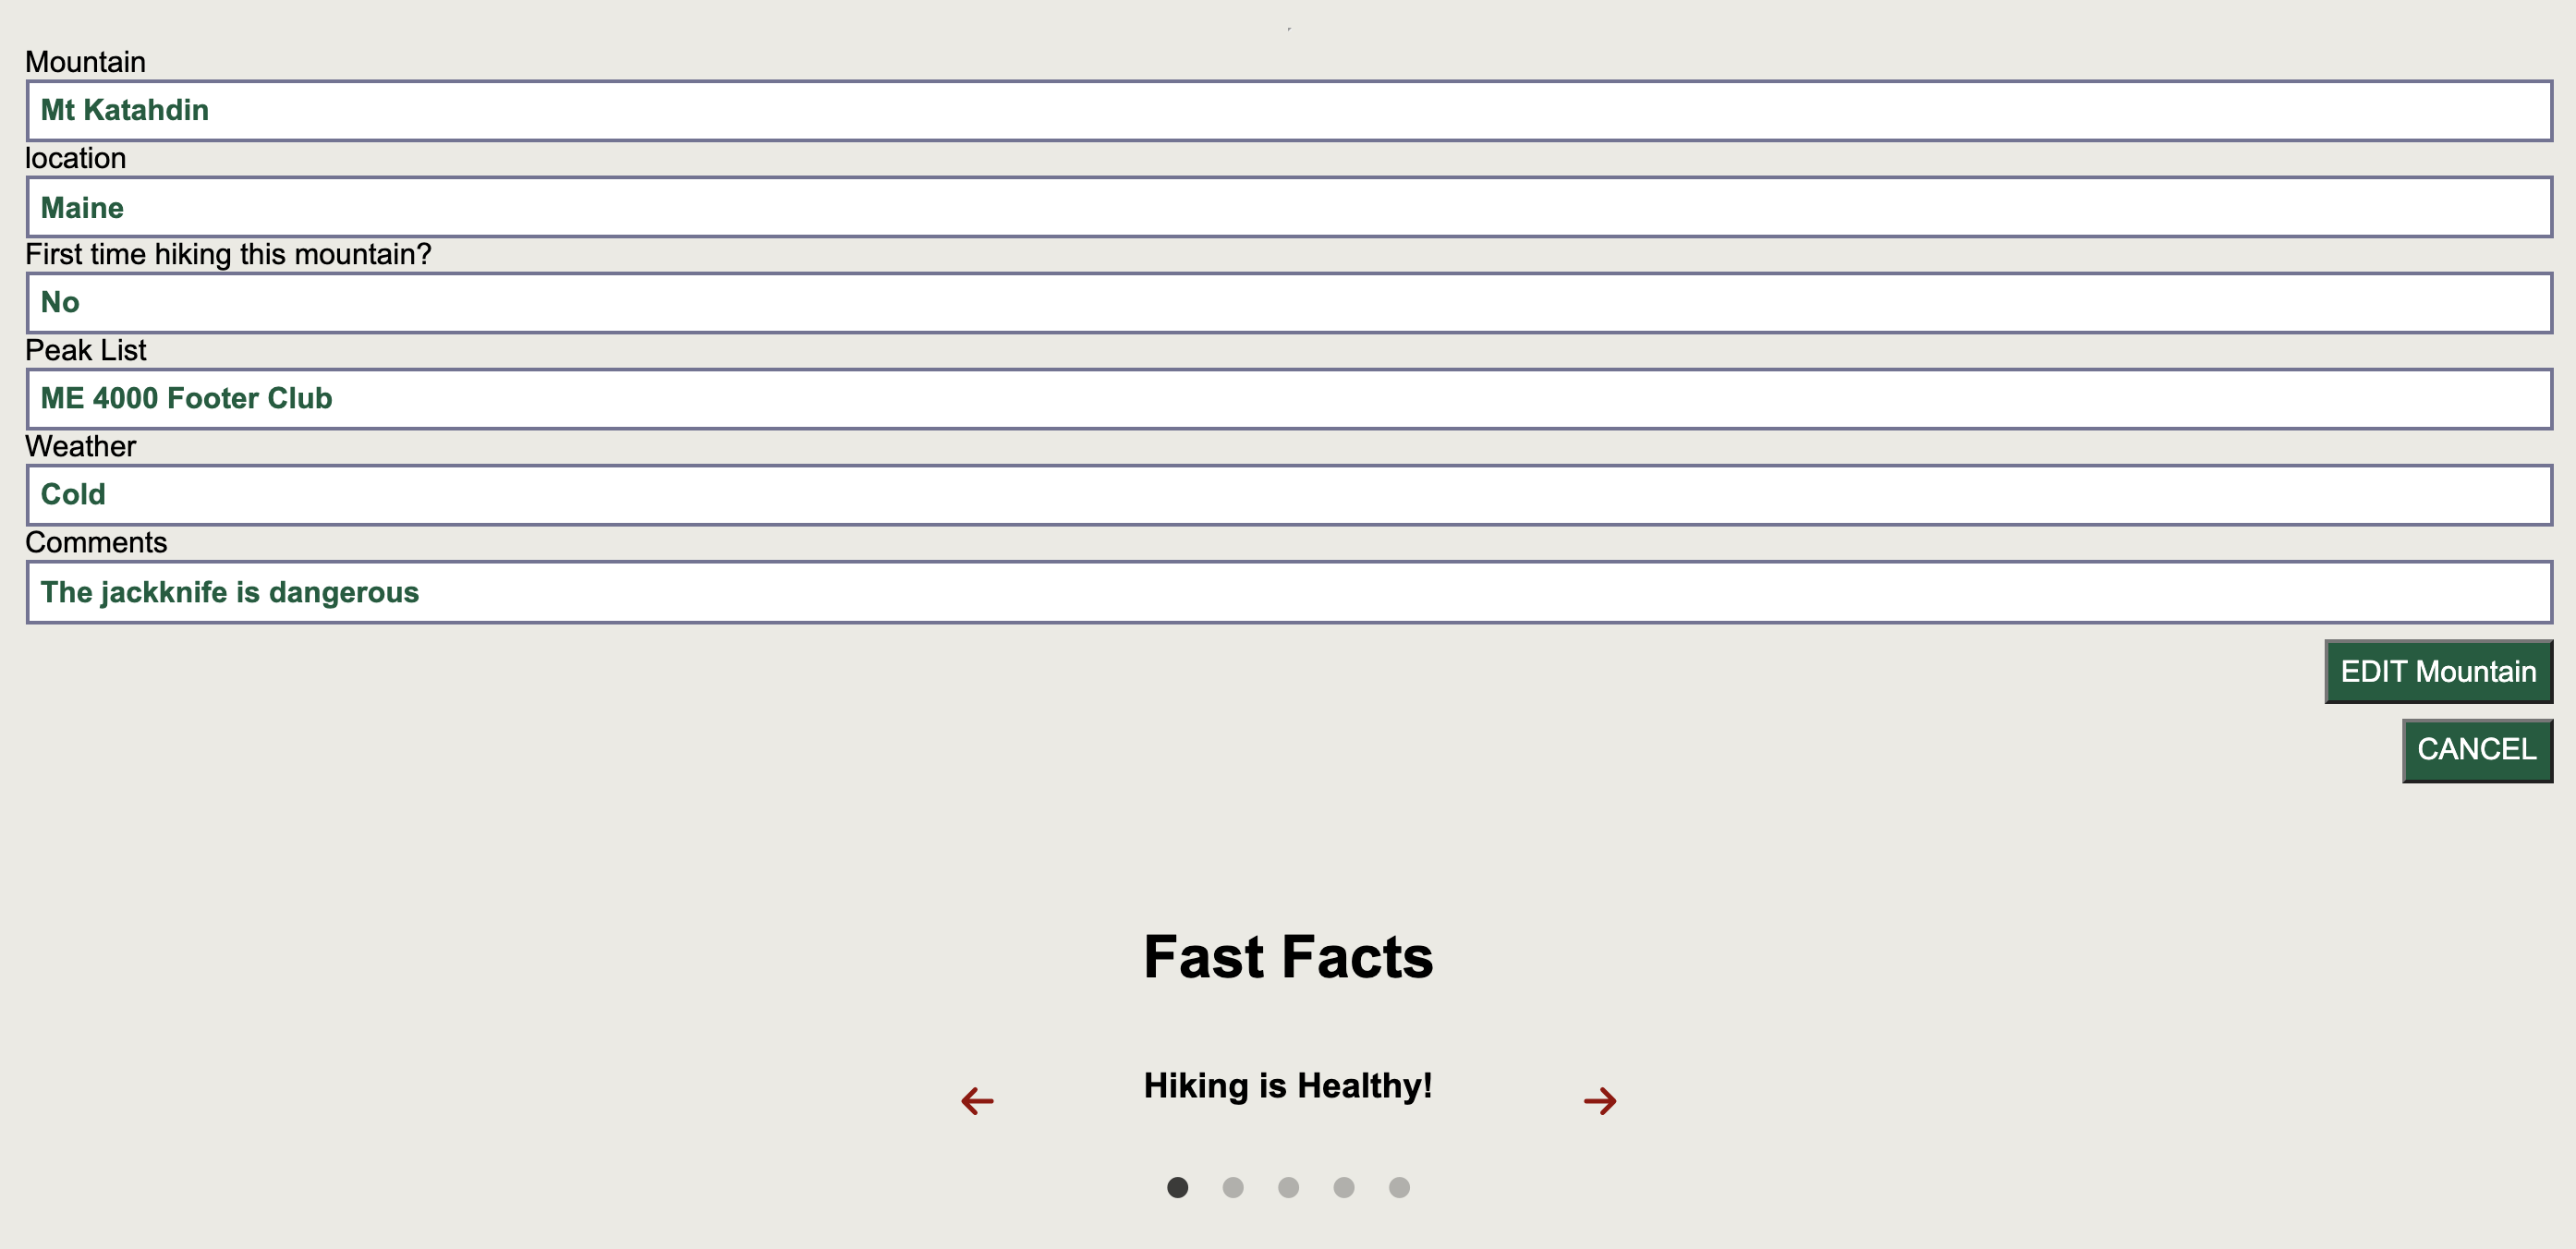 Mountain
Mt Katahdin
location
Maine
First time hiking this mountain?
No
Peak List
ME 4000 Footer Club
Weather
Cold
Comments
The jackknife is dangerous
EDIT Mountain
CANCEL
Fast Facts
Hiking is Healthy!